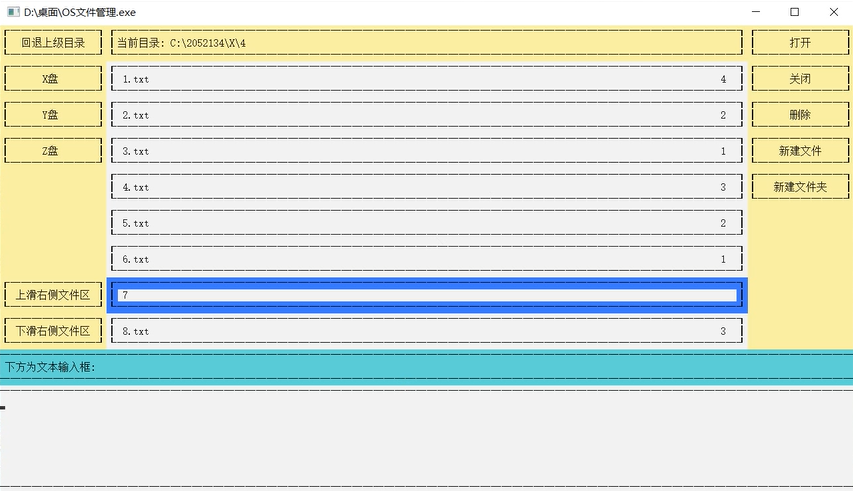 D:\桌面\OS文件管理.exe
回退上级目录 当前目录: C:\2052134\X\4 打开
X盘 1.txt 4 关闭
Y盘 2.txt 2 删除
Z盘 3.txt 1 新建文件
4.txt 3 新建文件夹
5.txt 2
6.txt 1
上滑右侧文件区 7
下滑右侧文件区 8.txt 3
下方为文本输入框: